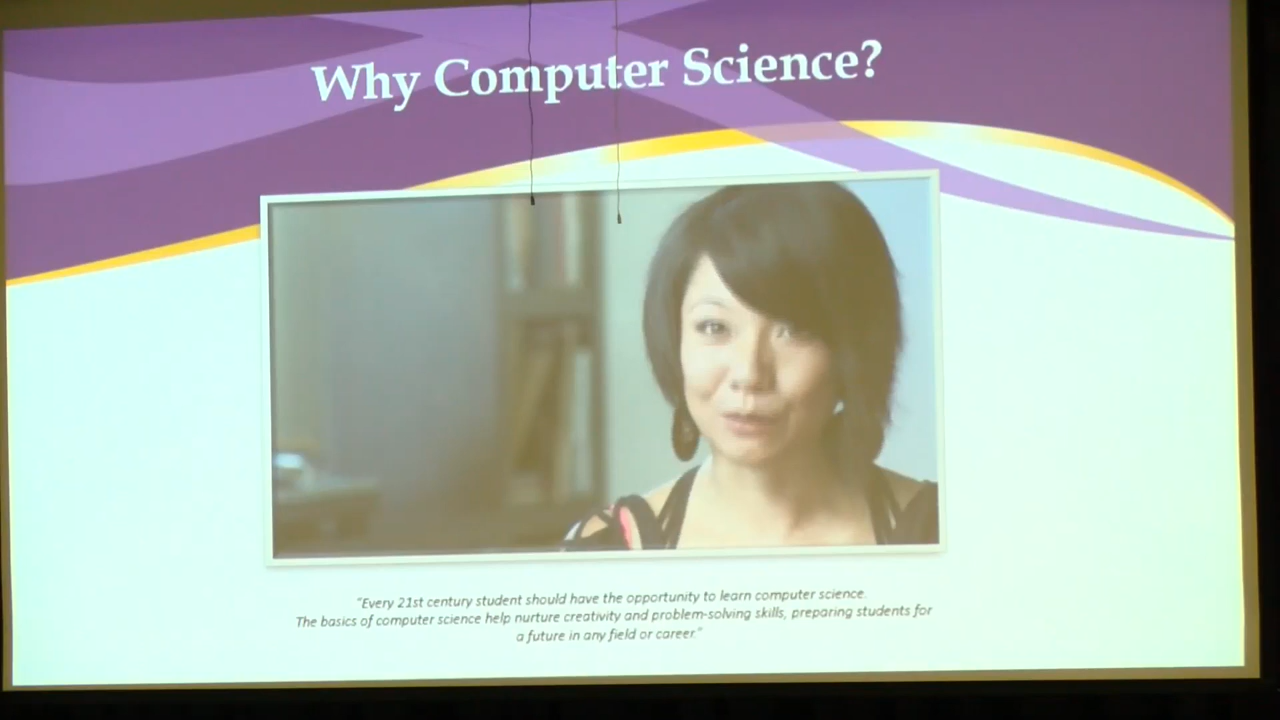 Why Computer Science?
"Every 21st century student should have the opportunity to learn computer science.
The basics of computer science help nurture creativity and problem-solving skills, preparing students for
a future in any field or career."